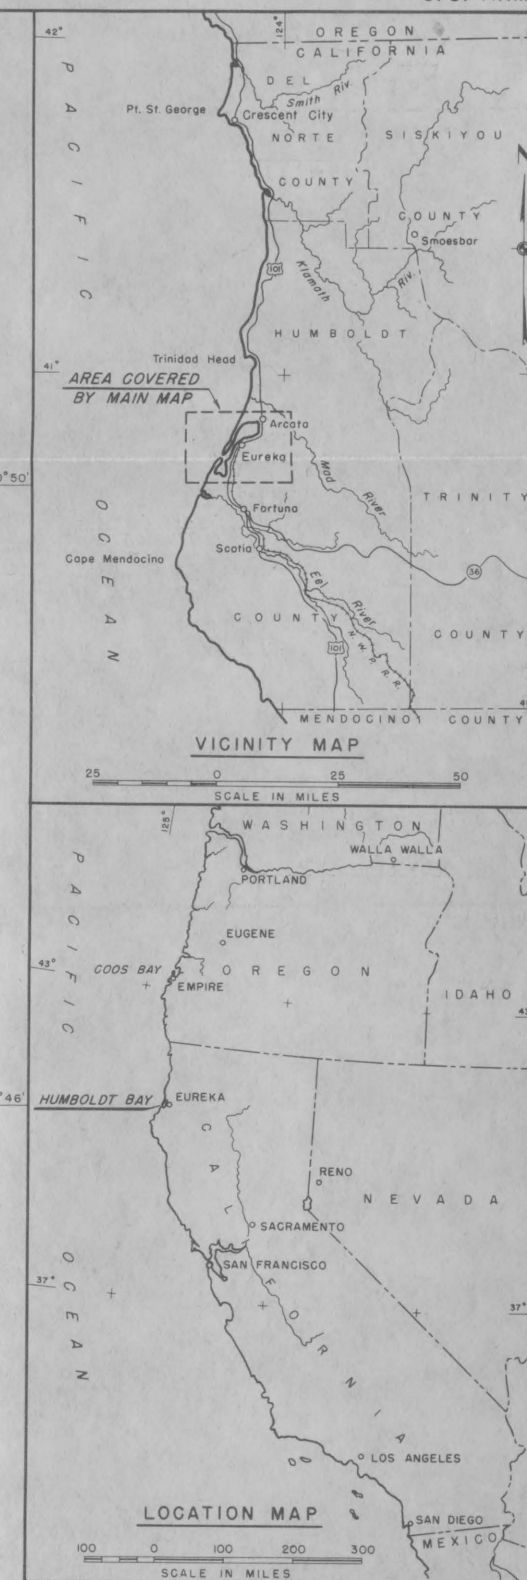 42°
124°
OREGON
CALIFORNIA
PACIFIC
DEL
Smith Riv.
Pt. St. George
Crescent City
NORTE
SISKIYOU
COUNTY
COUNTY
Smoesbar
N
101
Klamath Riv.
HUMBOLDT
Trinidad Head
41°
AREA COVERED
BY MAIN MAP
Arcata
Eureka
Mad River
0°50'
TRINITY
OCEAN
Fortuna
Scotia
Cape Mendocino
36
Eel River
COUNTY
N. W. P. R. R.
COUNTY
101
MENDOCINO COUNTY
VICINITY MAP
25 0 25 50
SCALE IN MILES
125°
WASHINGTON
WALLA WALLA
PACIFIC
PORTLAND
EUGENE
43°
COOS BAY
OREGON
EMPIRE
IDAHO
°46'
HUMBOLDT BAY
EUREKA
CALIFORNIA
RENO
NEVADA
SACRAMENTO
SAN FRANCISCO
OCEAN
37°
37°
LOS ANGELES
LOCATION MAP
SAN DIEGO
MEXICO
100 0 100 200 300
SCALE IN MILES